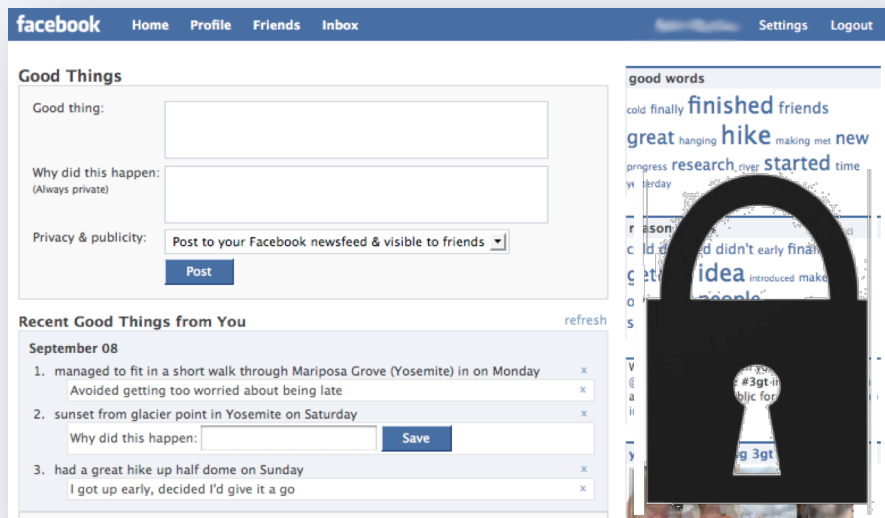 facebook Home Profile Friends Inbox Settings Logout
Good Things
Good thing:
Why did this happen:
(Always private)
Privacy & publicity: Post to your Facebook newsfeed & visible to friends
Post
Recent Good Things from You refresh
September 08
1. managed to fit in a short walk through Mariposa Grove (Yosemite) in on Monday x
Avoided getting too worried about being late x
2. sunset from glacier point in Yosemite on Saturday x
Why did this happen: Save
3. had a great hike up half dome on Sunday x
I got up early, decided I'd give it a go x
good words
cold finally finished friends
great hanging hike making met new
progress research river started time
yesterday
didn't early
idea introduced make
people
#3gt
3gt